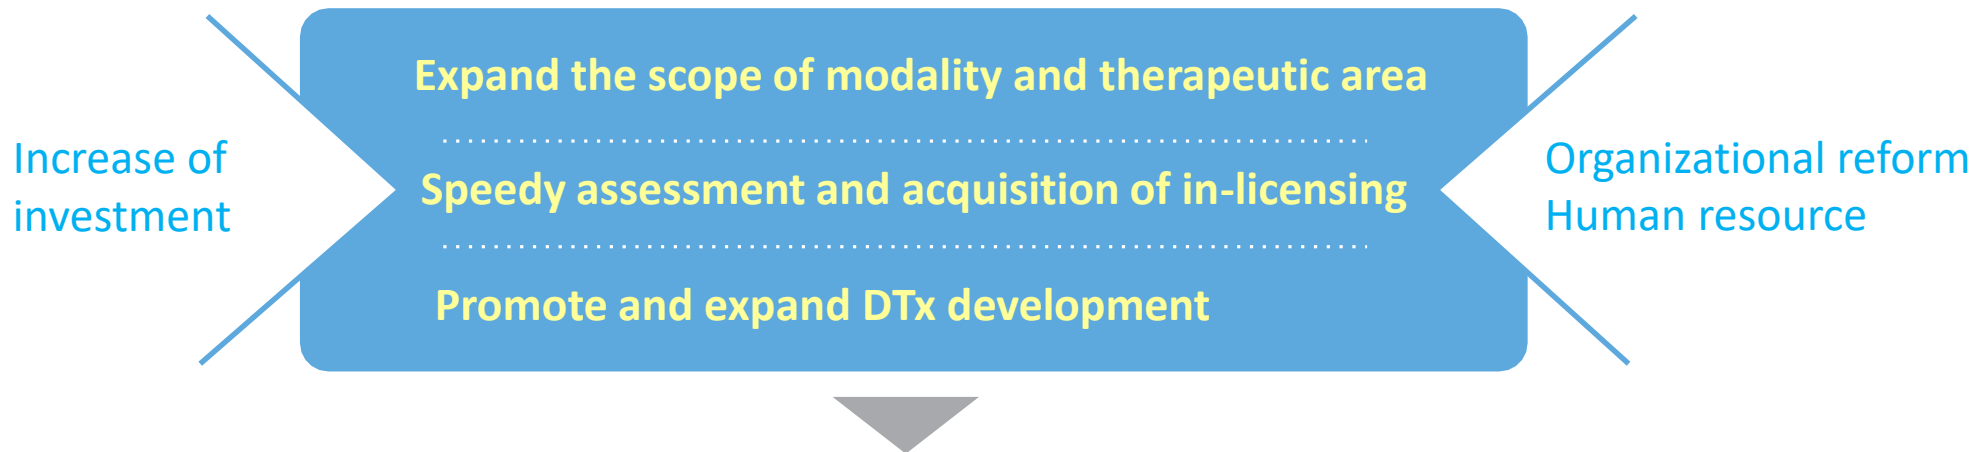 Expand the scope of modality and therapeutic area
Increase of
investment
Speedy assessment and acquisition of in-licensing
Organizational reform
Human resource
Promote and expand DTx development